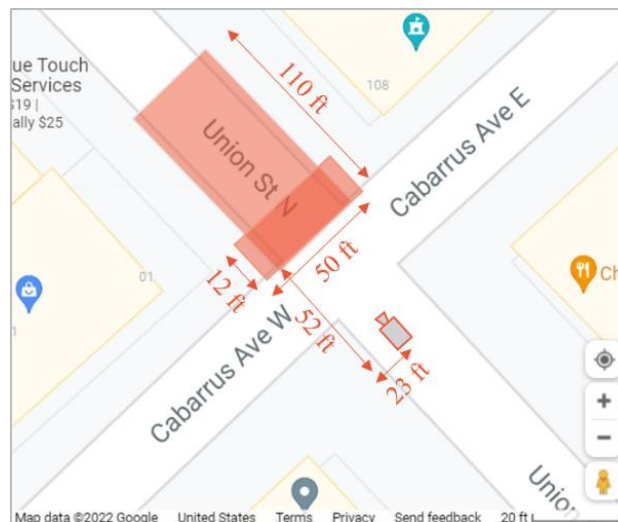 ue Touch
Services
$19 |
ally $25
110 ft
108
Union St N
Cabarrus Ave E
01
12 ft
50 ft
52 ft
23 ft
Cabarrus Ave W
Ch
Union
Map data ©2022 Google United States Terms Privacy Send feedback 20 ft